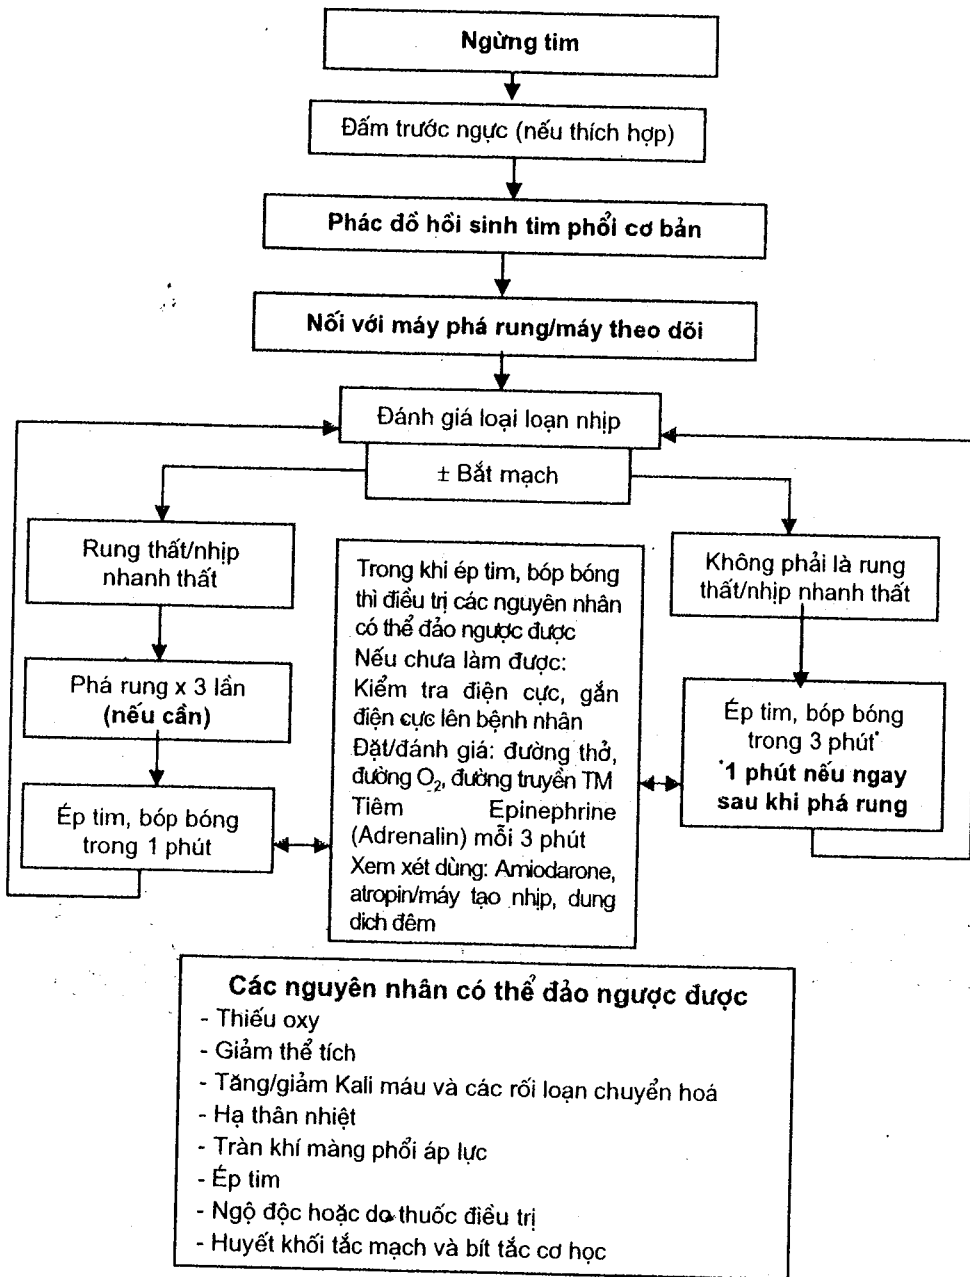 Ngừng tim
Đấm trước ngực (nếu thích hợp)
Phác đồ hồi sinh tim phổi cơ bản
Nối với máy phá rung/máy theo dõi
Đánh giá loại loạn nhịp
± Bắt mạch
Rung thất/nhịp
nhanh thất
Phá rung x 3 lần
(nếu cần)
Ép tim, bóp bóng
trong 1 phút
Trong khi ép tim, bóp bóng
thì điều trị các nguyên nhân
có thể đảo ngược được
Nếu chưa làm được:
Kiểm tra điện cực, gắn
điện cực lên bệnh nhân
Đặt/đánh giá: đường thở,
đường O₂, đường truyền TM
Tiêm Epinephrine
(Adrenalin) mỗi 3 phút
Xem xét dùng: Amiodarone,
atropin/máy tạo nhịp, dung
dich đêm
Không phải là rung
thất/nhịp nhanh thất
Ép tim, bóp bóng
trong 3 phút*
*1 phút nếu ngay
sau khi phá rung
Các nguyên nhân có thể đảo ngược được
- Thiếu oxy
- Giảm thể tích
- Tăng/giảm Kali máu và các rối loạn chuyển hoá
- Hạ thân nhiệt
- Tràn khí màng phổi áp lực
- Ép tim
- Ngộ độc hoặc do thuốc điều trị
- Huyết khối tắc mạch và bít tắc cơ học